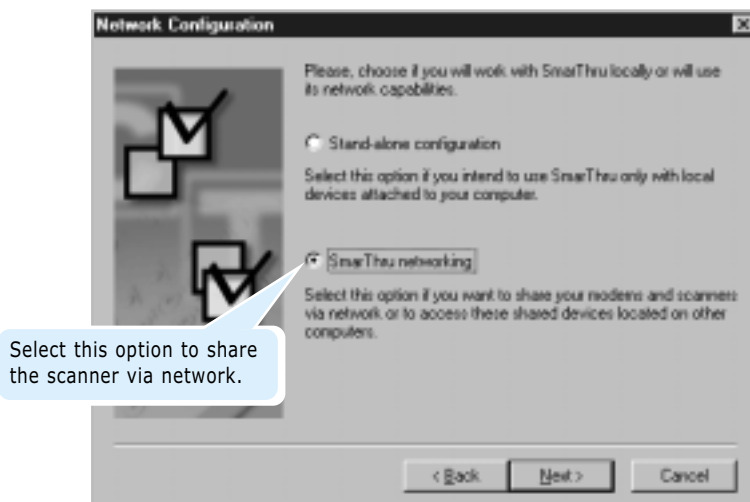 Network Configuration
Please, choose if you will work with SmarThru locally or will use
its network capabilities.
Stand-alone configuration
Select this option if you intend to use SmarThru only with local
devices attached to your computer.
SmarThru networking
Select this option if you want to share your modems and scanners
via network or to access these shared devices located on other
computers.
Select this option to share
the scanner via network.
< Back
Next >
Cancel